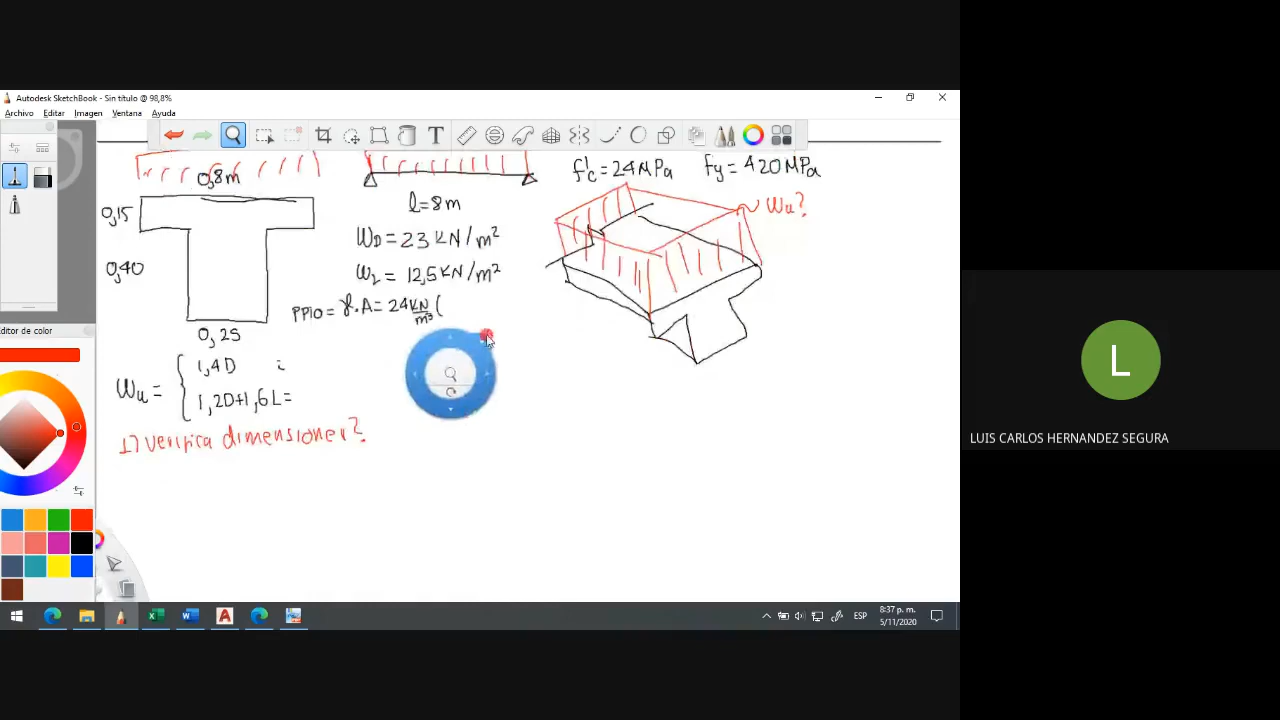 Autodesk SketchBook - Sin título @ 98,8%
Archivo Editar Imagen Ventana Ayuda
0,8m
f'c = 24 MPa fy = 420 MPa
0,15
l = 8m
Wu?
WD = 23 KN/m²
0,40
WL = 12,5 KN/m²
PPIO = γ.A = 24 KN/m³ (
0,25
Editor de color
Wu = { 1,4D
1,2D+1,6L =
1) verifica dimensiones?
L
LUIS CARLOS HERNANDEZ SEGURA
ESP
8:37 p. m.
5/11/2020